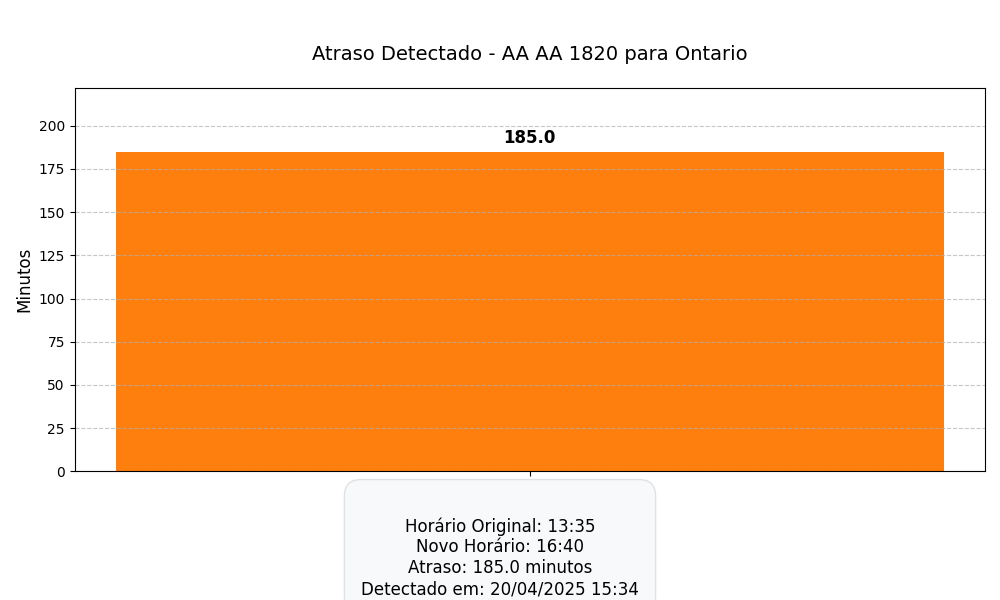 Atraso Detectado - AA AA 1820 para Ontario
200
175
150
125
100
75
50
25
0
Minutos
185.0
Horário Original: 13:35
Novo Horário: 16:40
Atraso: 185.0 minutos
Detectado em: 20/04/2025 15:34